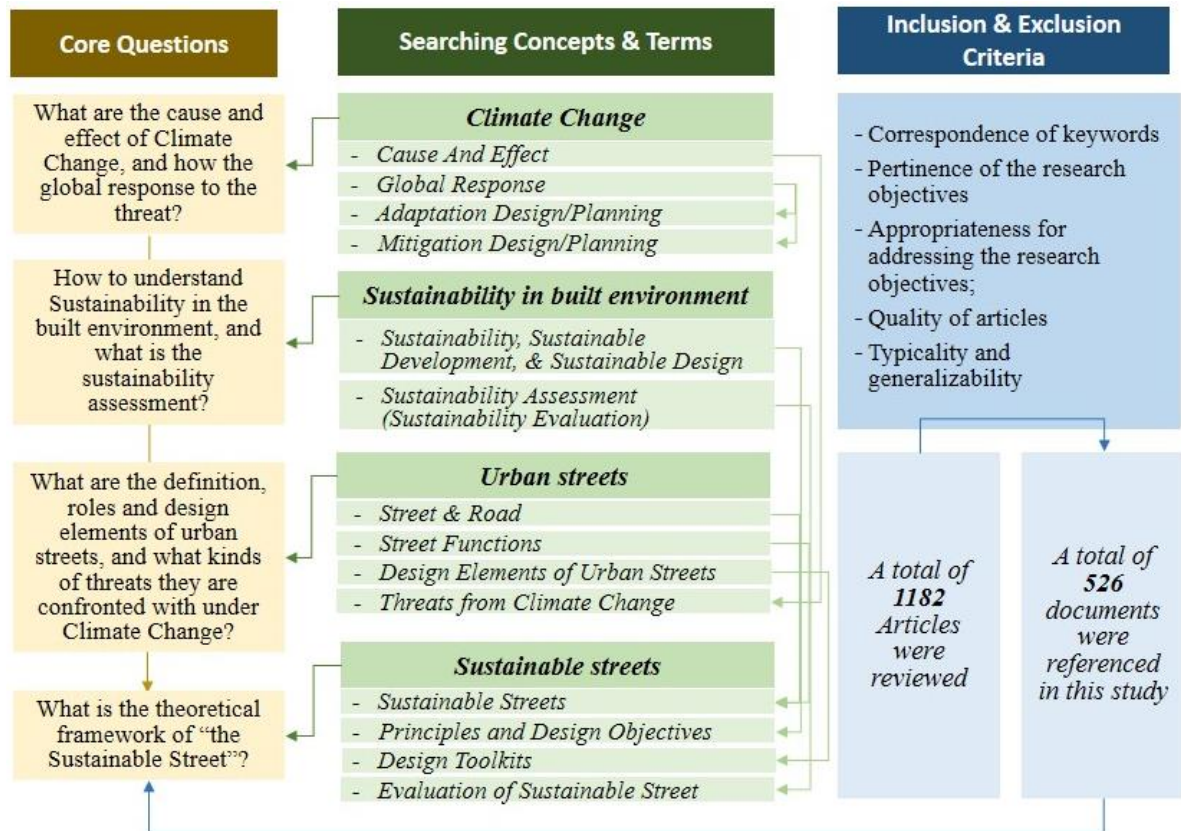 Core Questions
What are the cause and
effect of Climate
Change, and how the
global response to the
threat?
How to understand
Sustainability in the
built environment, and
what is the
sustainability
assessment?
What are the definition,
roles and design
elements of urban
streets, and what kinds
of threats they are
confronted with under
Climate Change?
What is the theoretical
framework of “the
Sustainable Street”?
Searching Concepts & Terms
Climate Change
- Cause And Effect
- Global Response
- Adaptation Design/Planning
- Mitigation Design/Planning
Sustainability in built environment
- Sustainability, Sustainable
Development, & Sustainable Design
- Sustainability Assessment
(Sustainability Evaluation)
Urban streets
- Street & Road
- Street Functions
- Design Elements of Urban Streets
- Threats from Climate Change
Sustainable streets
- Sustainable Streets
- Principles and Design Objectives
- Design Toolkits
- Evaluation of Sustainable Street
Inclusion & Exclusion
Criteria
- Correspondence of keywords
- Pertinence of the research
objectives
- Appropriateness for
addressing the research
objectives;
- Quality of articles
- Typicality and
generalizability
A total of
1182
Articles
were
reviewed
A total of
526
documents
were
referenced
in this study